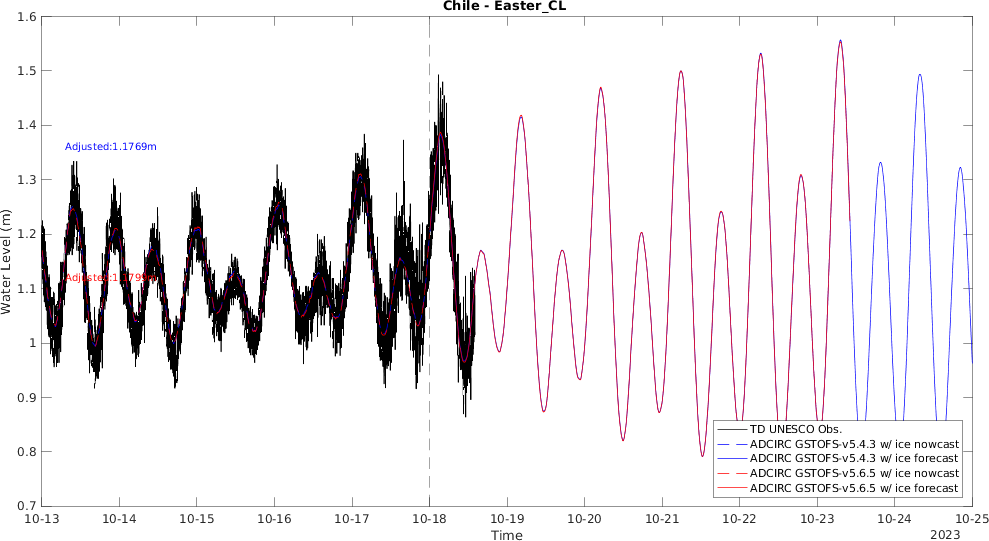 Chile - Easter_CL
1.6
1.5
1.4
1.3
1.2
1.1
1
0.9
0.8
0.7
Water Level (m)
Adjusted:1.1769m
TD UNESCO Obs.
ADCIRC GSTOFS-v5.4.3 w/ ice nowcast
ADCIRC GSTOFS-v5.4.3 w/ ice forecast
ADCIRC GSTOFS-v5.6.5 w/ ice nowcast
ADCIRC GSTOFS-v5.6.5 w/ ice forecast
10-13 10-14 10-15 10-16 10-17 10-18 10-19 10-20 10-21 10-22 10-23 10-24 10-25
Time
2023